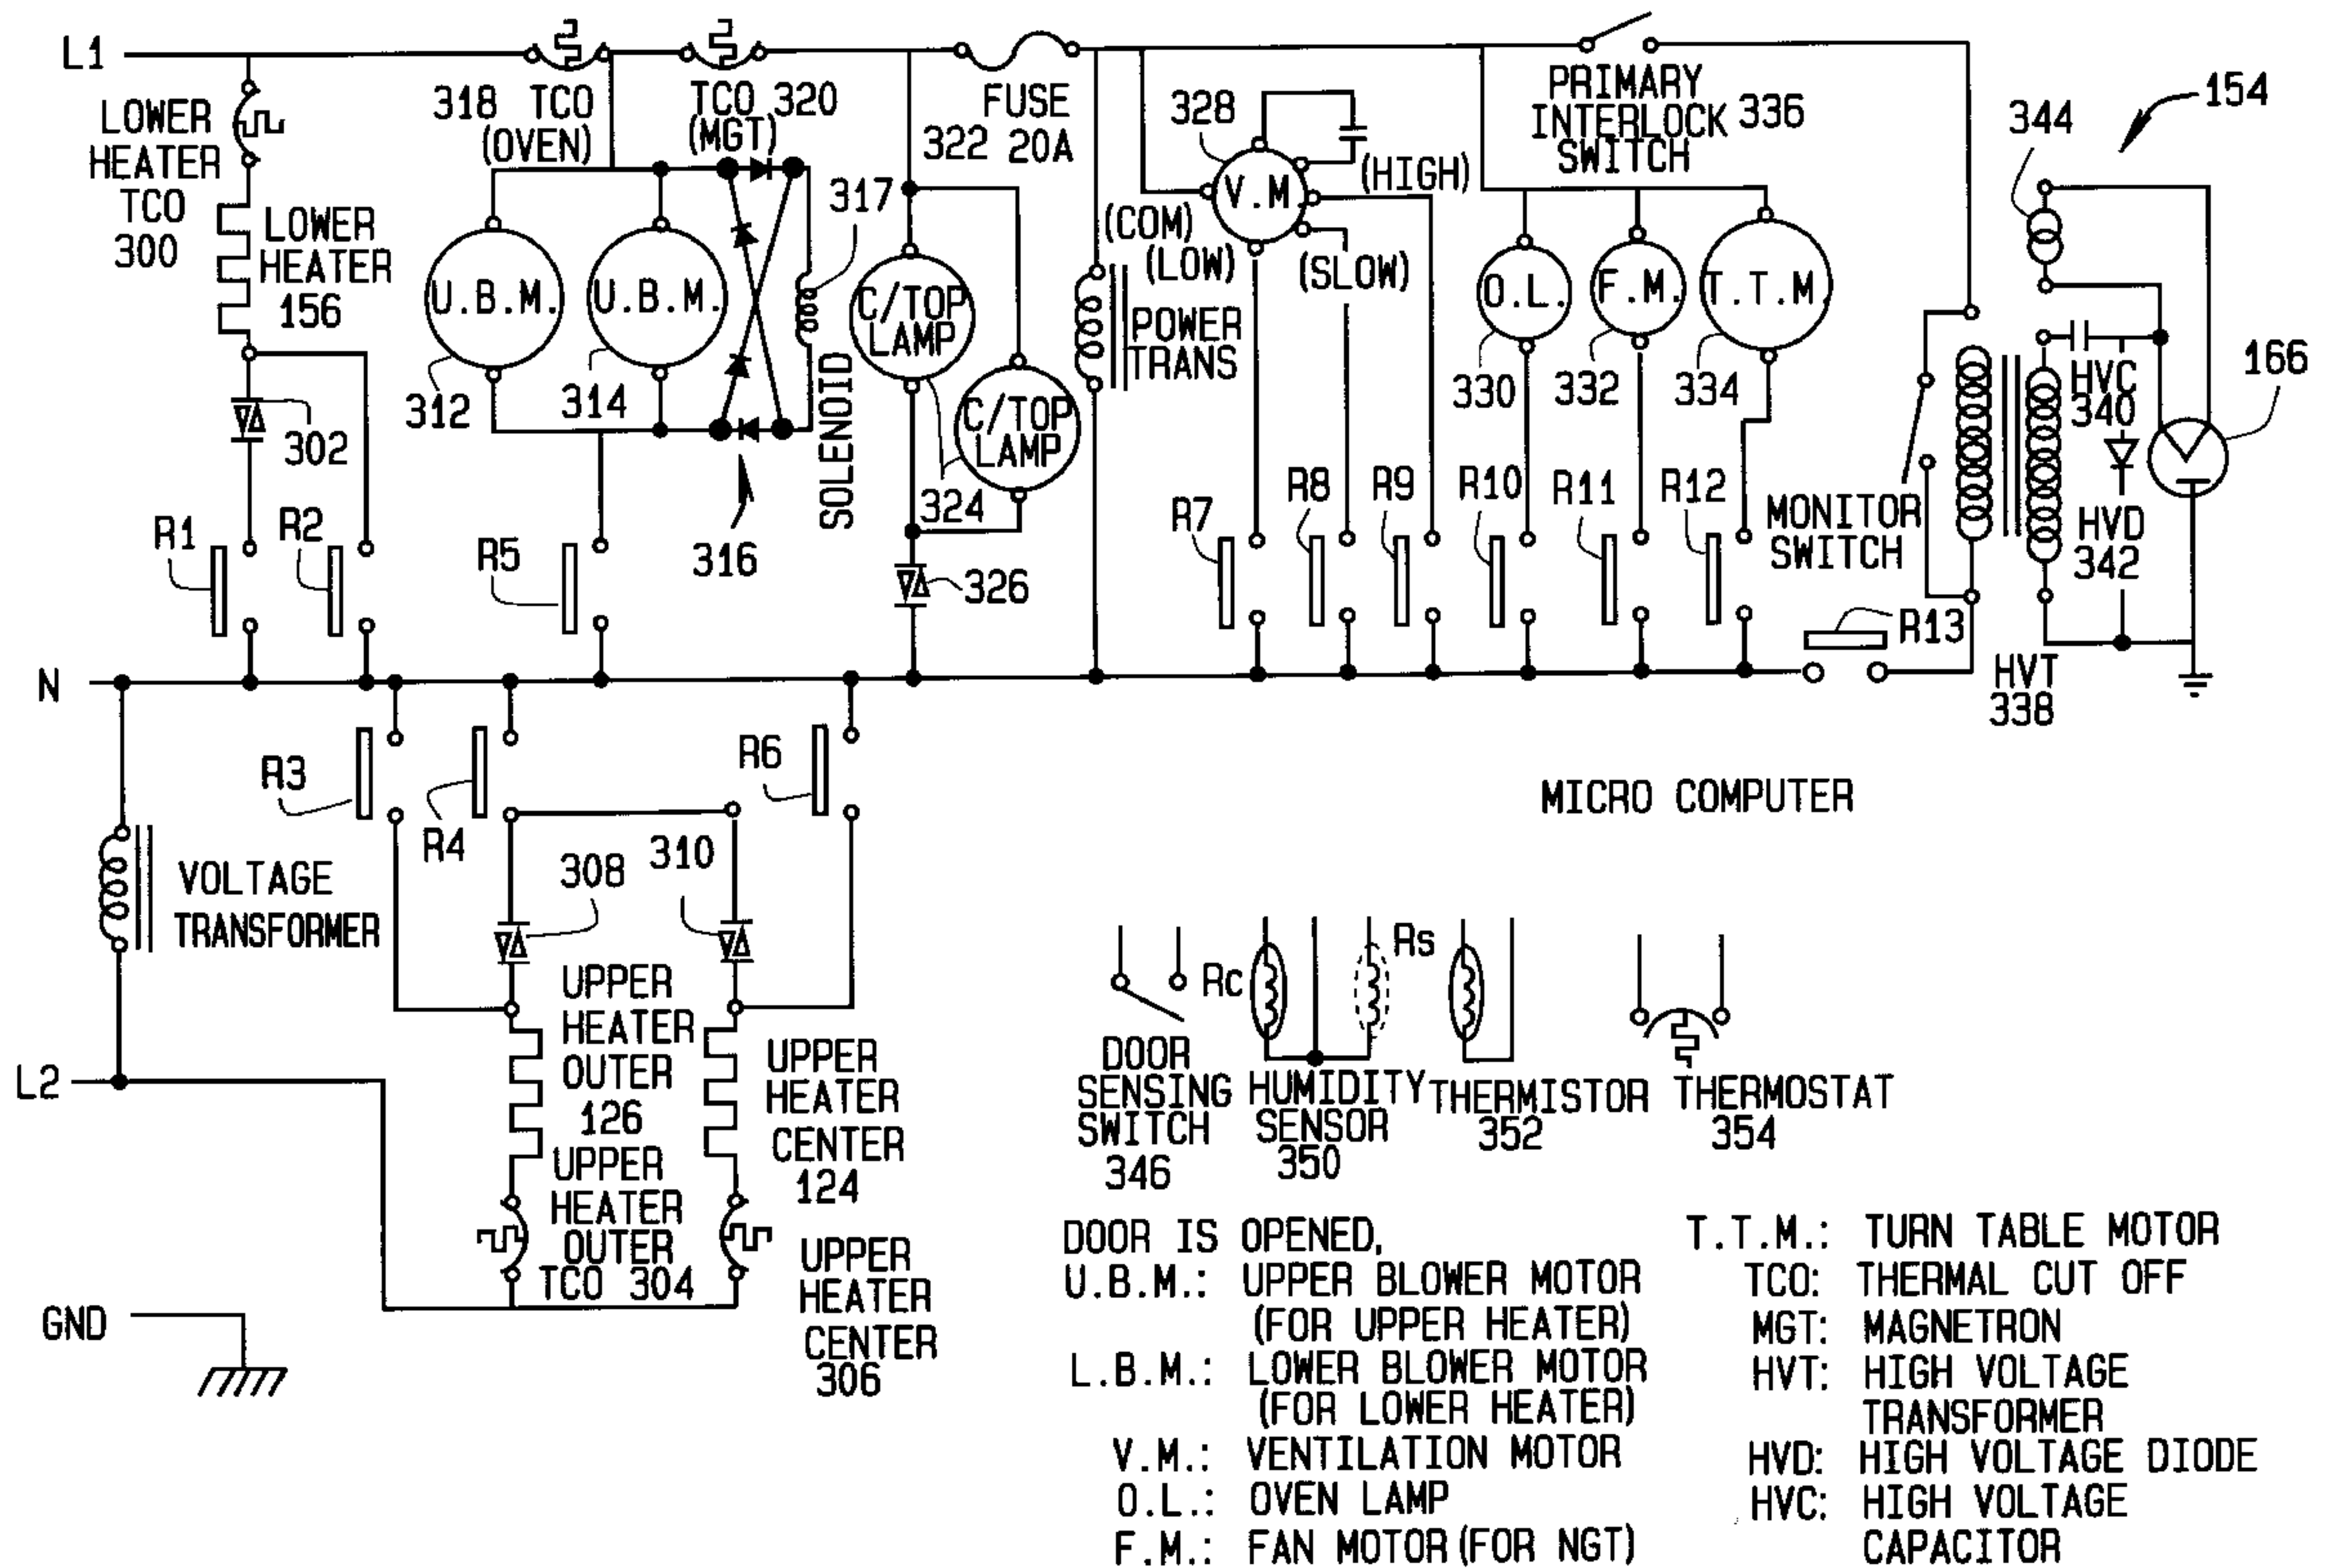 L1
LOWER
HEATER
TCO
300
LOWER
HEATER
156
302
R1
R2
318 TCO
(OVEN)
TCO 320
(MGT)
U.B.M.
U.B.M.
312
314
317
SOLENOID
316
R5
FUSE
322 20A
C/TOP
LAMP
C/TOP
LAMP
324
326
POWER
TRANS
328
V.M
(HIGH)
(COM)
(LOW)
(SLOW)
R7
R8
R9
R10
R11
R12
PRIMARY
INTERLOCK 336
SWITCH
O.L.
F.M.
T.T.M.
330
332
334
MONITOR
SWITCH
R13
344
154
HVC
340
166
HVD
342
HVT
338
N
VOLTAGE
TRANSFORMER
R3
R4
R6
308
310
UPPER
HEATER
OUTER
126
UPPER
HEATER
OUTER
TCO 304
UPPER
HEATER
CENTER
124
UPPER
HEATER
CENTER
306
L2
GND
MICRO COMPUTER
DOOR
SENSING
SWITCH
346
Rc
Rs
HUMIDITY
SENSOR
350
THERMISTOR
352
THERMOSTAT
354
DOOR IS OPENED,
U.B.M.: UPPER BLOWER MOTOR
(FOR UPPER HEATER)
L.B.M.: LOWER BLOWER MOTOR
(FOR LOWER HEATER)
V.M.: VENTILATION MOTOR
O.L.: OVEN LAMP
F.M.: FAN MOTOR (FOR NGT)
T.T.M.: TURN TABLE MOTOR
TCO: THERMAL CUT OFF
MGT: MAGNETRON
HVT: HIGH VOLTAGE
TRANSFORMER
HVD: HIGH VOLTAGE DIODE
HVC: HIGH VOLTAGE
CAPACITOR